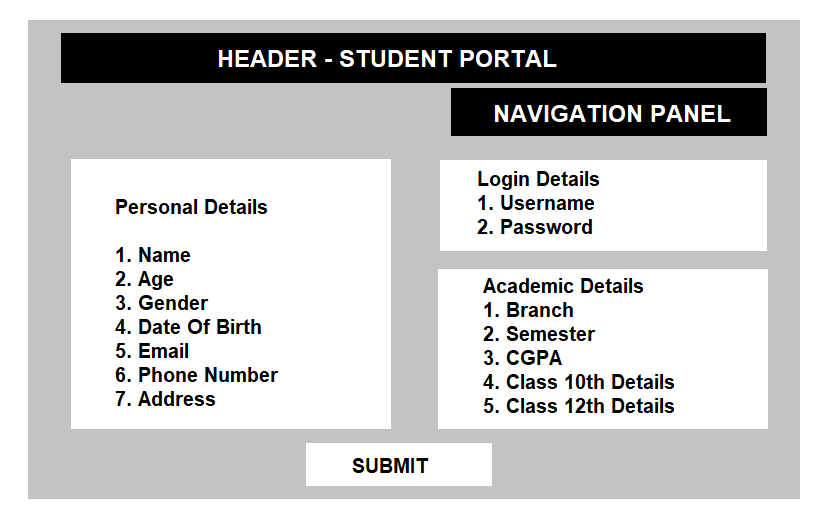 HEADER - STUDENT PORTAL
NAVIGATION PANEL
Personal Details
1. Name
2. Age
3. Gender
4. Date Of Birth
5. Email
6. Phone Number
7. Address
Login Details
1. Username
2. Password
Academic Details
1. Branch
2. Semester
3. CGPA
4. Class 10th Details
5. Class 12th Details
SUBMIT